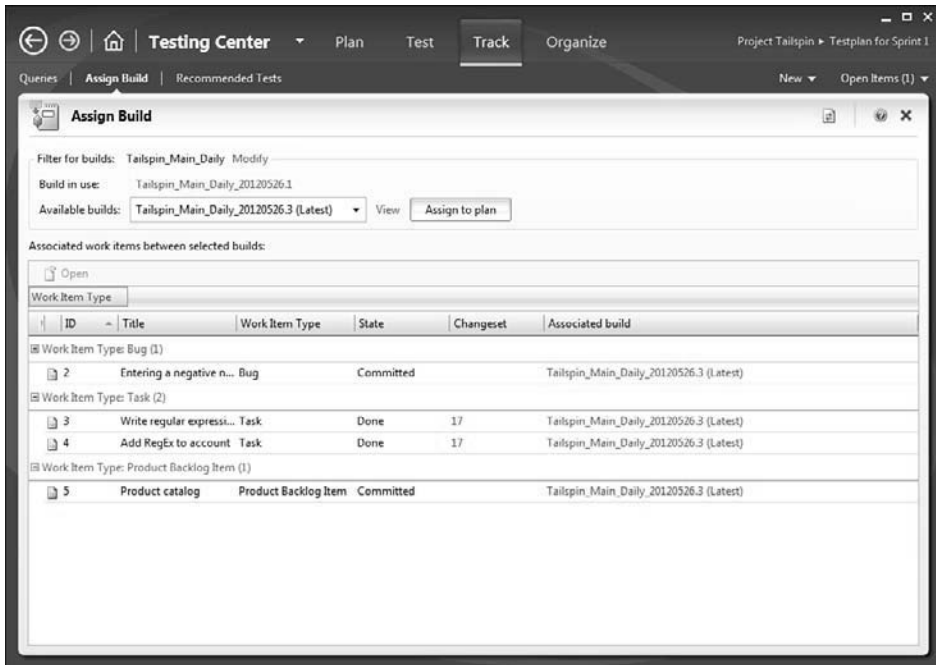 Testing Center Plan Test Track Organize Project Tailspin ▸ Testplan for Sprint 1
Queries | Assign Build | Recommended Tests New Open Items (1)
Assign Build
Filter for builds: Tailspin_Main_Daily Modify
Build in use: Tailspin_Main_Daily_20120526.1
Available builds: Tailspin_Main_Daily_20120526.3 (Latest) View Assign to plan
Associated work items between selected builds:
Open
Work Item Type
ID Title Work Item Type State Changeset Associated build
Work Item Type: Bug (1)
2 Entering a negative n... Bug Committed Tailspin_Main_Daily_20120526.3 (Latest)
Work Item Type: Task (2)
3 Write regular expressi... Task Done 17 Tailspin_Main_Daily_20120526.3 (Latest)
4 Add RegEx to account Task Done 17 Tailspin_Main_Daily_20120526.3 (Latest)
Work Item Type: Product Backlog Item (1)
5 Product catalog Product Backlog Item Committed Tailspin_Main_Daily_20120526.3 (Latest)